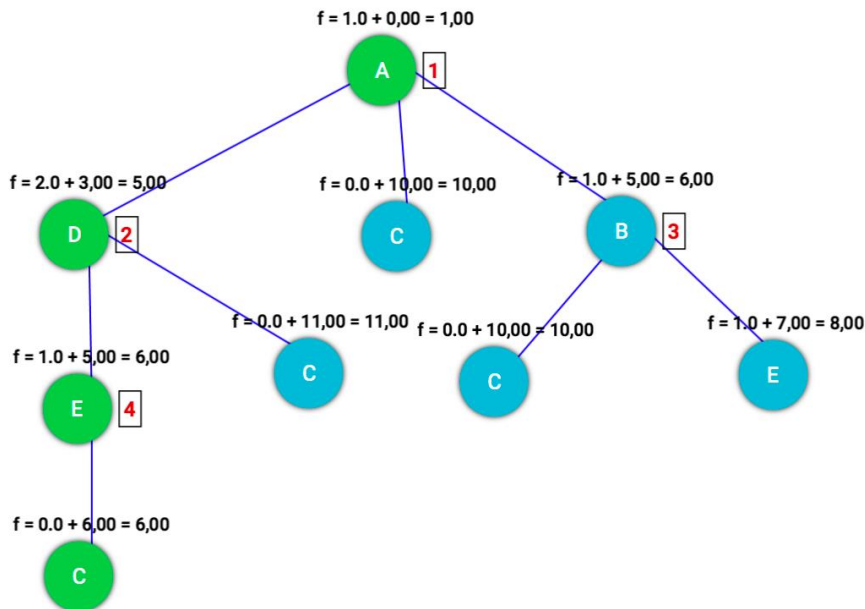 f = 1.0 + 0,00 = 1,00
A
1
f = 2.0 + 3,00 = 5,00
f = 0.0 + 10,00 = 10,00
f = 1.0 + 5,00 = 6,00
D
2
C
B
3
f = 0.0 + 11,00 = 11,00
f = 0.0 + 10,00 = 10,00
f = 1.0 + 7,00 = 8,00
f = 1.0 + 5,00 = 6,00
C
C
E
E
4
f = 0.0 + 6,00 = 6,00
C